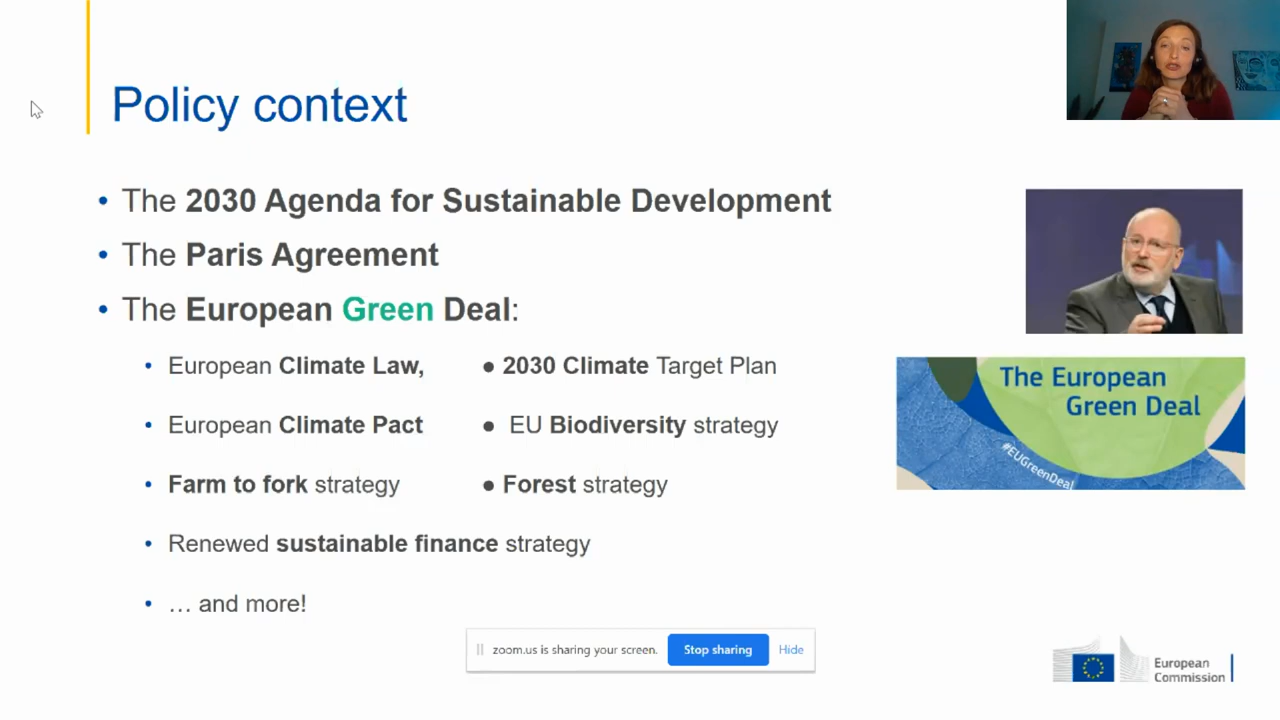 Policy context
• The 2030 Agenda for Sustainable Development
• The Paris Agreement
• The European Green Deal:
• European Climate Law, ● 2030 Climate Target Plan
• European Climate Pact ● EU Biodiversity strategy
• Farm to fork strategy ● Forest strategy
• Renewed sustainable finance strategy
• … and more!
The European
Green Deal
#EUGreenDeal
zoom.us is sharing your screen. Stop sharing Hide
European
Commission